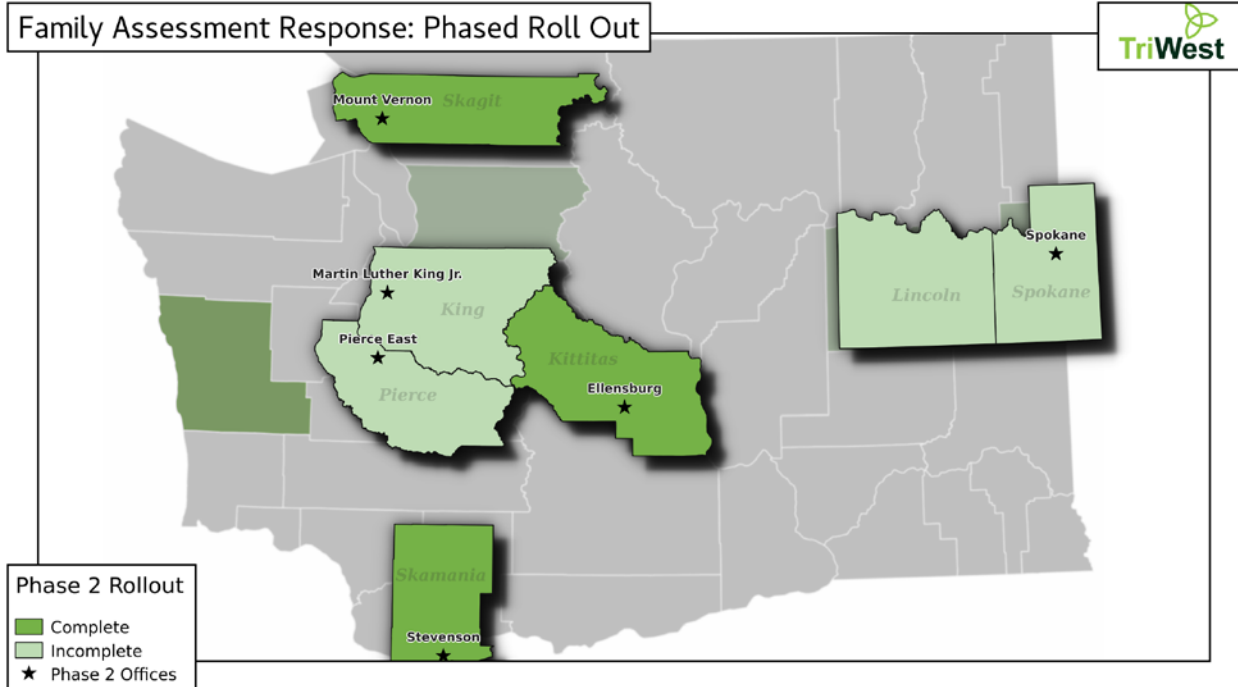 Family Assessment Response: Phased Roll Out
TriWest
Mount Vernon
Skagit
Spokane
Martin Luther King Jr.
King
Lincoln
Spokane
Pierce East
Kittitas
Pierce
Ellensburg
Skamania
Stevenson
Phase 2 Rollout
Complete
Incomplete
Phase 2 Offices